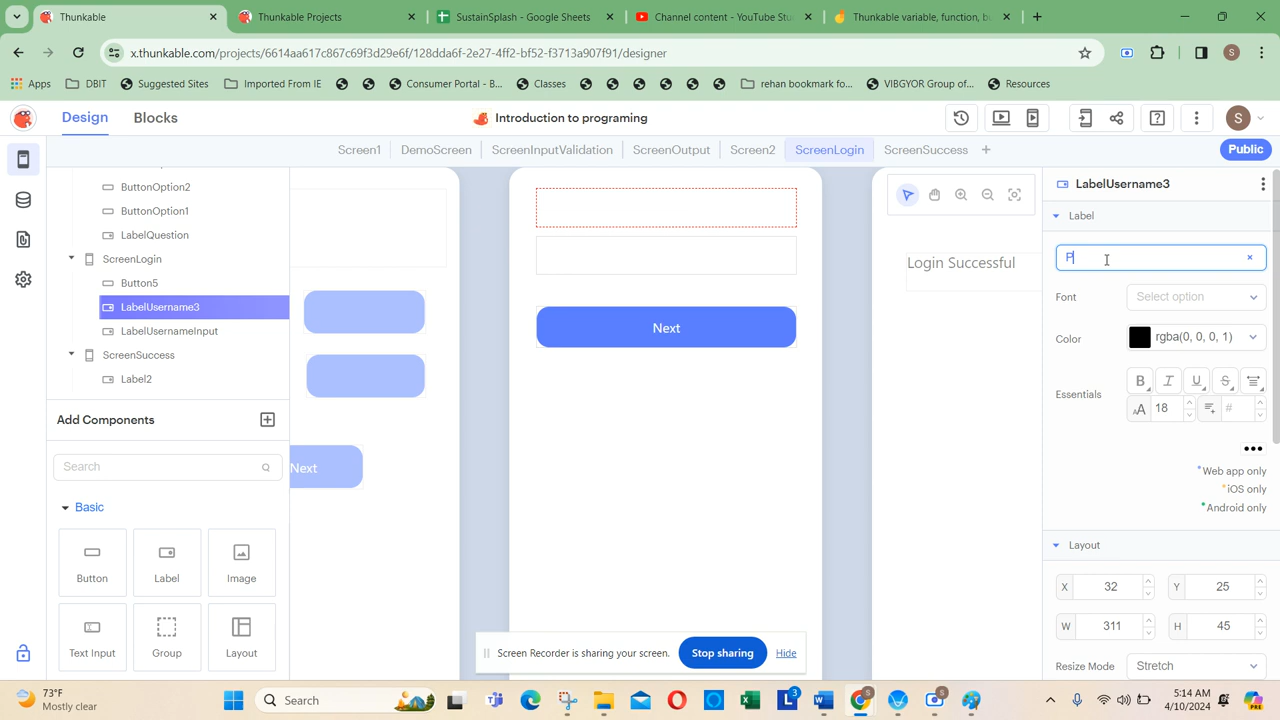 Thunkable
Thunkable Projects
SustainSplash - Google Sheets
Channel content - YouTube Stu
Thunkable variable, function, b
x.thunkable.com/projects/6614aa617c867c69f3d29e6f/128dda6f-2e27-4ff2-bf52-f3713a907f91/designer
S
Apps
DBIT
Suggested Sites
Imported From IE
Consumer Portal - B...
Classes
rehan bookmark fo...
VIBGYOR Group of...
Resources
Design
Blocks
Introduction to programing
S
Screen1
DemoScreen
ScreenInputValidation
ScreenOutput
Screen2
ScreenLogin
ScreenSuccess
Public
ButtonOption2
ButtonOption1
LabelQuestion
ScreenLogin
Button5
LabelUsername3
LabelUsernameInput
ScreenSuccess
Label2
Add Components
Search
Basic
Button
Label
Image
Text Input
Group
Layout
Next
Next
Login Successful
LabelUsername3
Label
P
Font
Select option
Color
rgba(0, 0, 0, 1)
Essentials
B I U S
AA 18 #
*Web app only
*iOS only
*Android only
Layout
X 32 Y 25
W 311 H 45
Resize Mode Stretch
Screen Recorder is sharing your screen.
Stop sharing
Hide
73°F
Mostly clear
Search
3
5:14 AM
4/10/2024